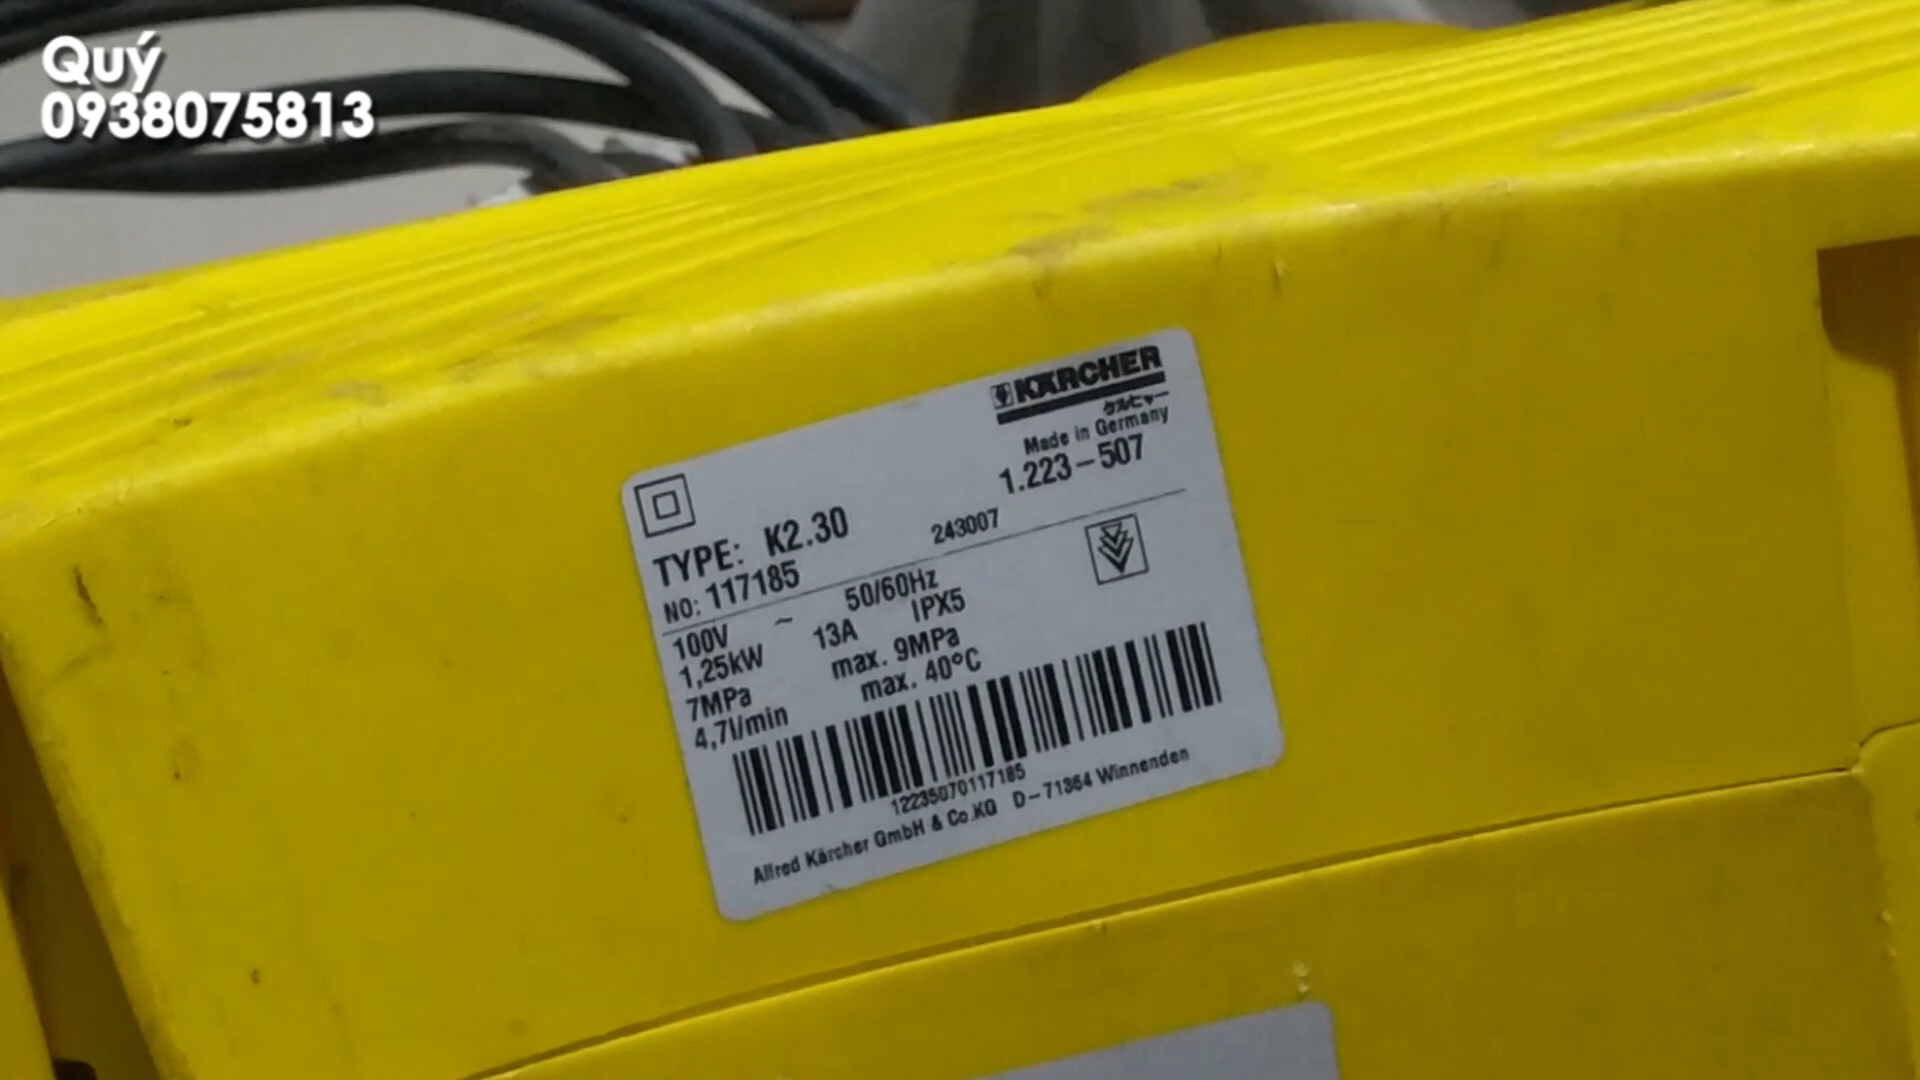 Quý
0938075813
KÄRCHER
ケルヒャー
Made in Germany
1.223-507
TYPE: K2.30
NO: 117185
243007
100V ~ 50/60Hz
1,25kW 13A IPX5
7MPa max. 9MPa
4,7l/min max. 40°C
12235070117185
Alfred Kärcher GmbH & Co.KG D-71364 Winnenden